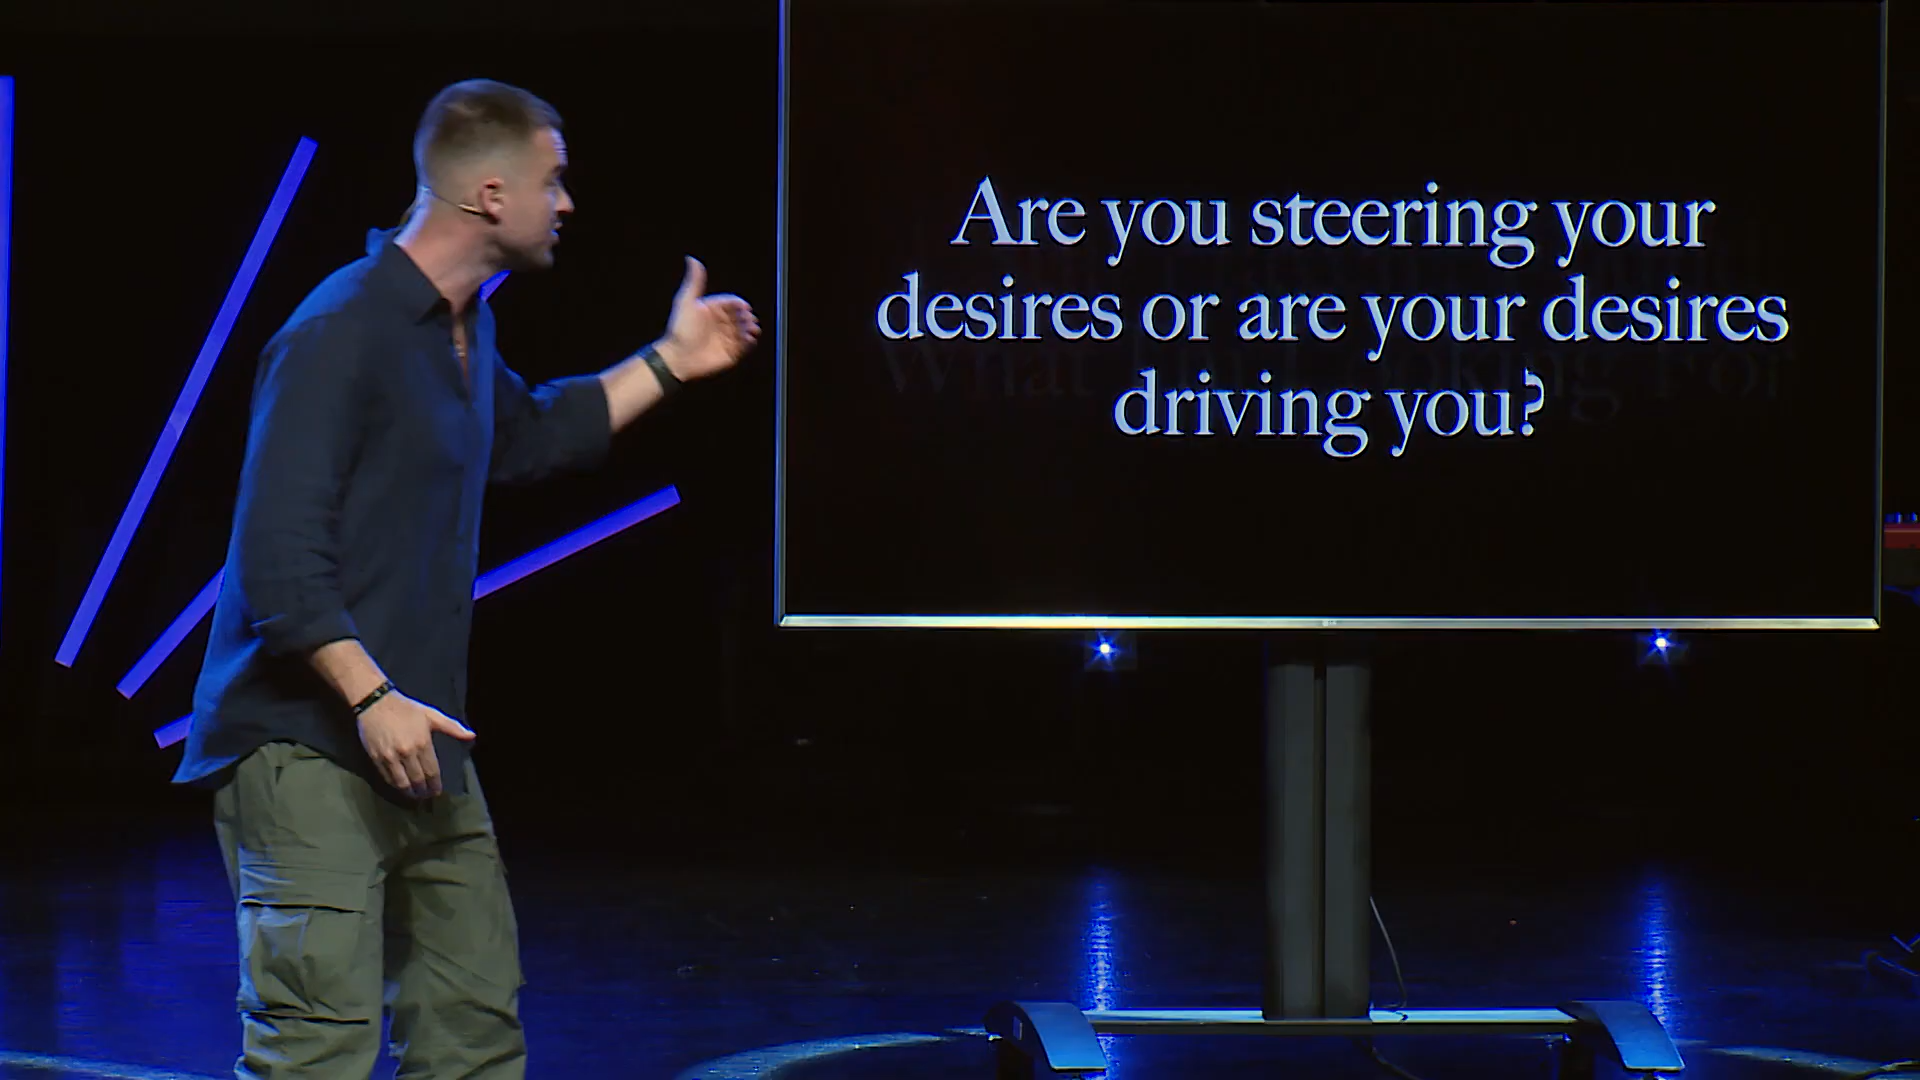 Are you steering your
desires or are your desires
driving you?